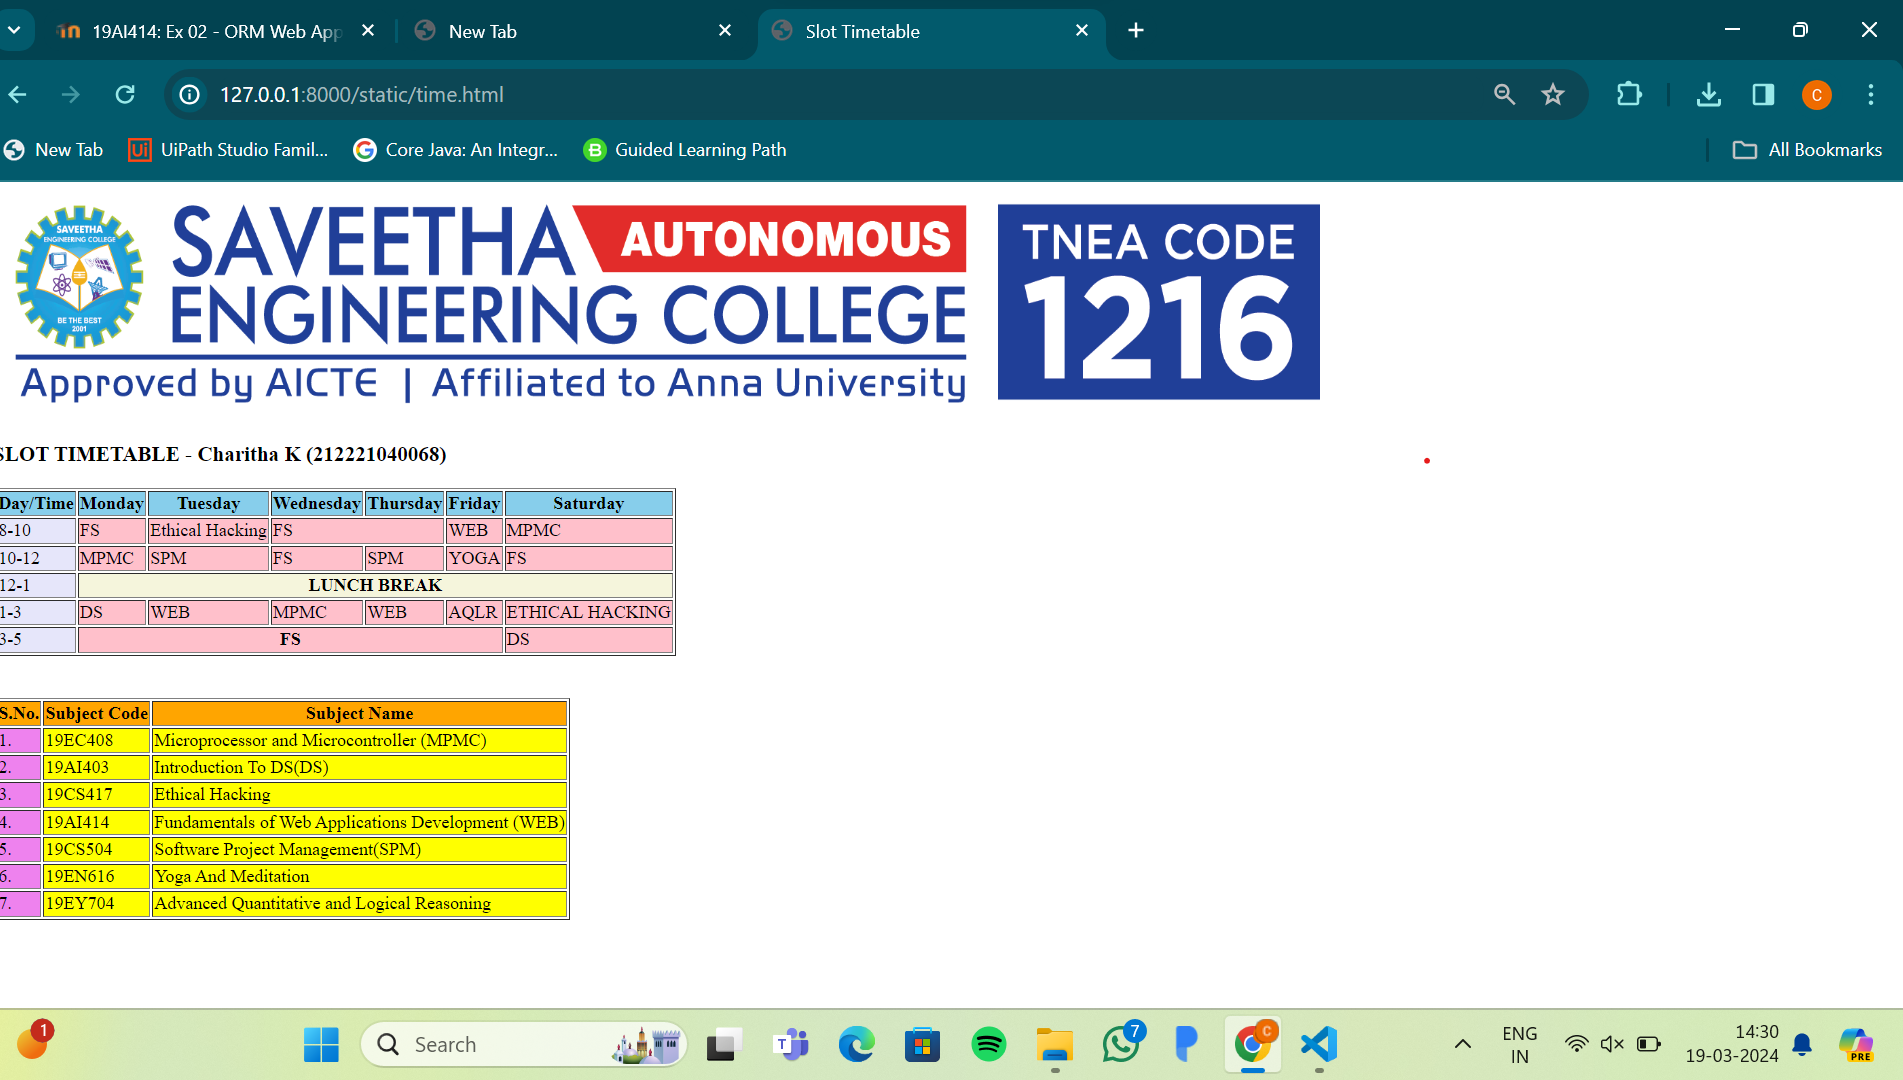 19AI414: Ex 02 - ORM Web App
New Tab
Slot Timetable
127.0.0.1:8000/static/time.html
C
New Tab
Ui UiPath Studio Famil...
Core Java: An Integr...
B Guided Learning Path
All Bookmarks
SAVEETHA
ENGINEERING COLLEGE
BE THE BEST
2001
SAVEETHA AUTONOMOUS
ENGINEERING COLLEGE
Approved by AICTE | Affiliated to Anna University
TNEA CODE
1216
SLOT TIMETABLE - Charitha K (212221040068)
Day/Time Monday Tuesday Wednesday Thursday Friday Saturday
8-10 FS Ethical Hacking FS WEB MPMC
10-12 MPMC SPM FS SPM YOGA FS
12-1 LUNCH BREAK
1-3 DS WEB MPMC WEB AQLR ETHICAL HACKING
3-5 FS DS
S.No. Subject Code Subject Name
1. 19EC408 Microprocessor and Microcontroller (MPMC)
2. 19AI403 Introduction To DS(DS)
3. 19CS417 Ethical Hacking
4. 19AI414 Fundamentals of Web Applications Development (WEB)
5. 19CS504 Software Project Management(SPM)
6. 19EN616 Yoga And Meditation
7. 19EY704 Advanced Quantitative and Logical Reasoning
1
Search
T
7
C
ENG
IN
14:30
19-03-2024
PRE